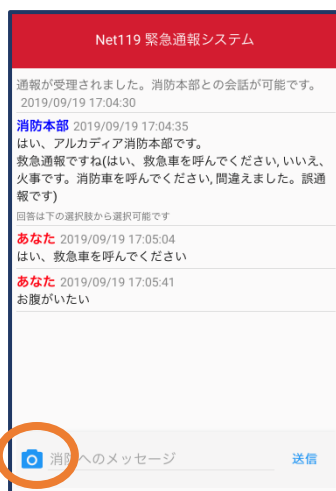 Net119 緊急通報システム
通報が受理されました。消防本部との会話が可能です。
2019/09/19 17:04:30
消防本部 2019/09/19 17:04:35
はい、アルカディア消防本部です。
救急通報ですね(はい、救急車を呼んでください, いいえ、
火事です。消防車を呼んでください, 間違えました。誤通
報です)
回答は下の選択肢から選択可能です
あなた 2019/09/19 17:05:04
はい、救急車を呼んでください
あなた 2019/09/19 17:05:41
お腹がいたい
消防へのメッセージ
送信